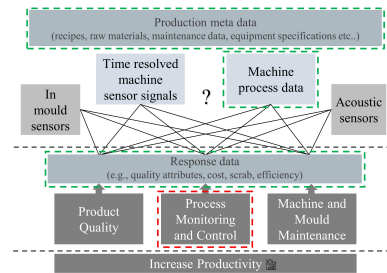 Production meta data
(recipes, raw materials, maintenance data, equipment specifications etc..)
Time resolved
machine
sensor signals
?
Machine
process data
In
mould
sensors
Acoustic
sensors
Response data
(e.g., quality attributes, cost, scrab, efficiency)
Product
Quality
Process
Monitoring
and Control
Machine and
Mould
Maintenance
Increase Productivity